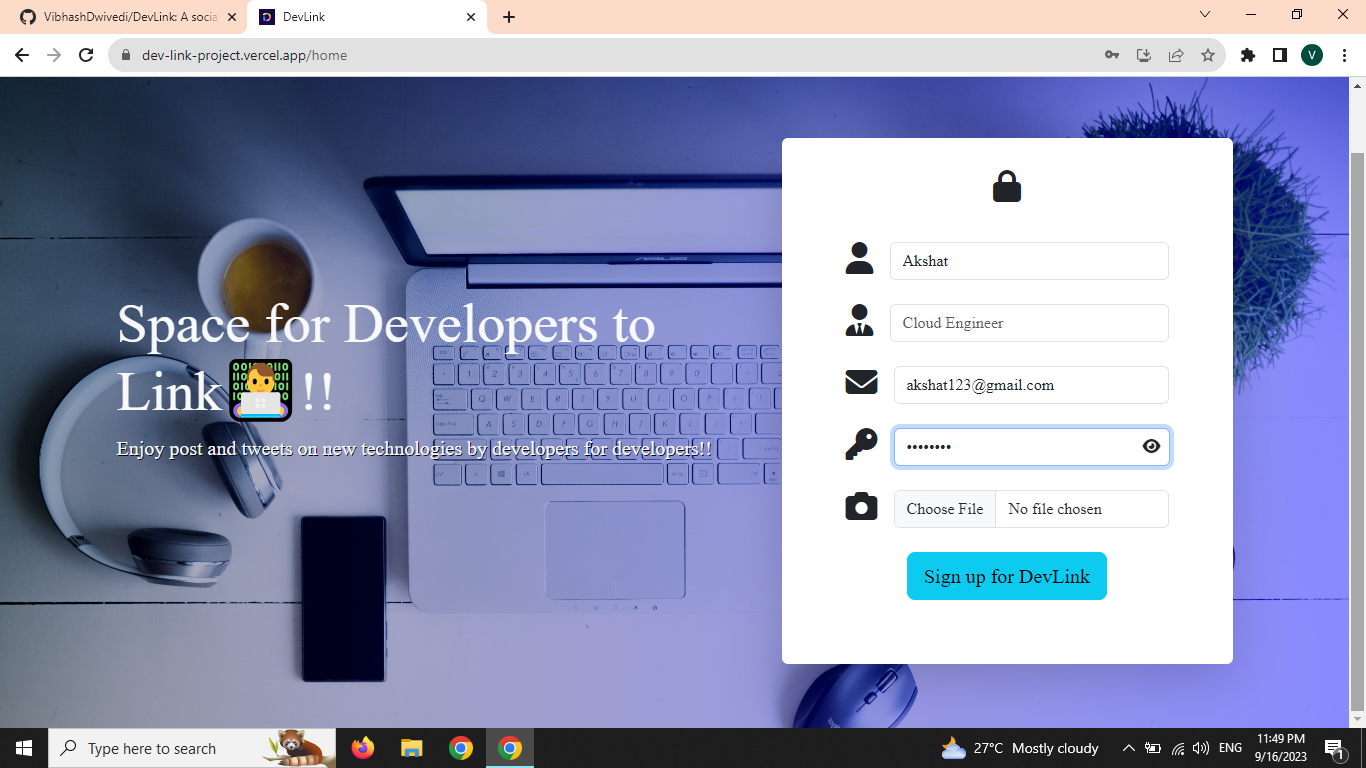 VibhashDwivedi/DevLink: A socia
DevLink
dev-link-project.vercel.app/home
V
ASUS
Space for Developers to
Link !!
Enjoy post and tweets on new technologies by developers for developers!!
Akshat
Cloud Engineer
akshat123@gmail.com
••••••••
Choose File No file chosen
Sign up for DevLink
Type here to search
27°C Mostly cloudy
ENG
11:49 PM
9/16/2023
1